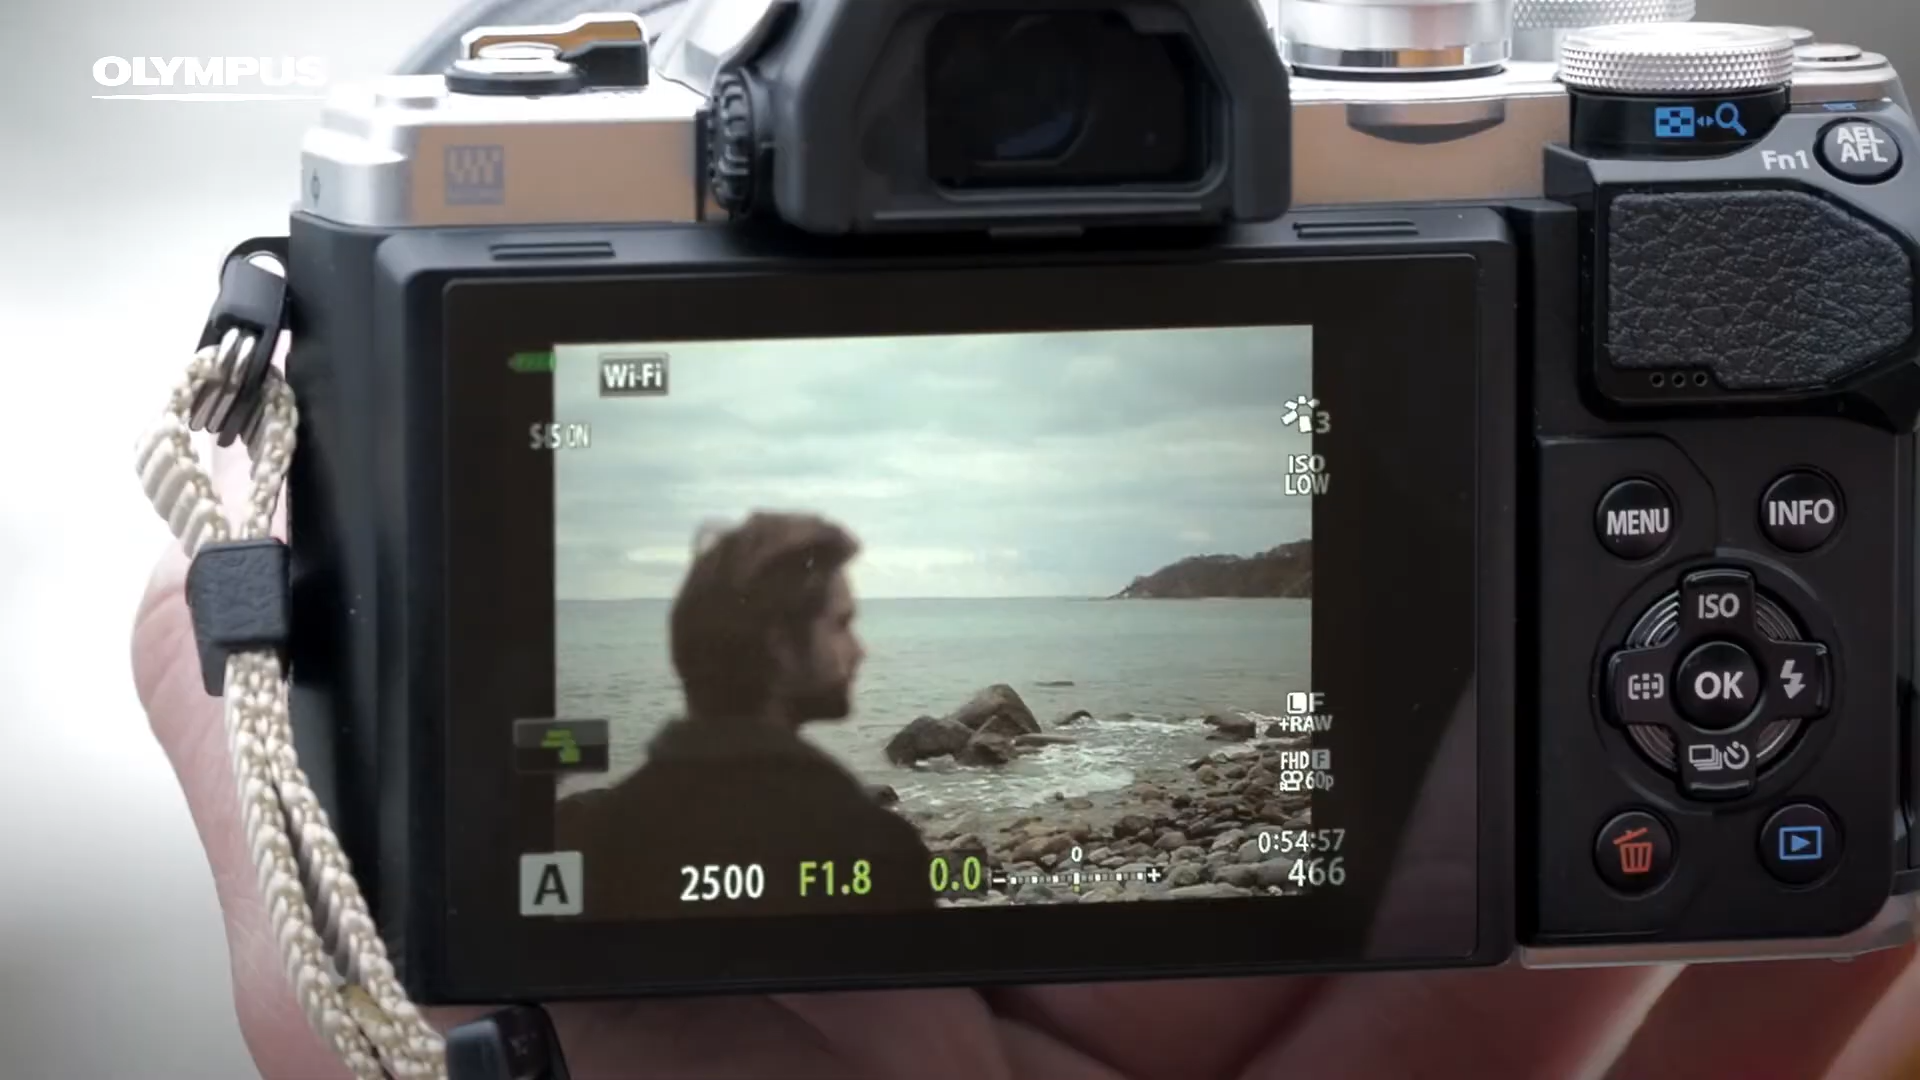 OLYMPUS
AEL
AFL
Fn1
Wi-Fi
S-IS ON
3
ISO
LOW
MENU
INFO
ISO
OK
LF
+RAW
FHD F
60p
0:54:57
A 2500 F1.8 0.0 - 0 + 466